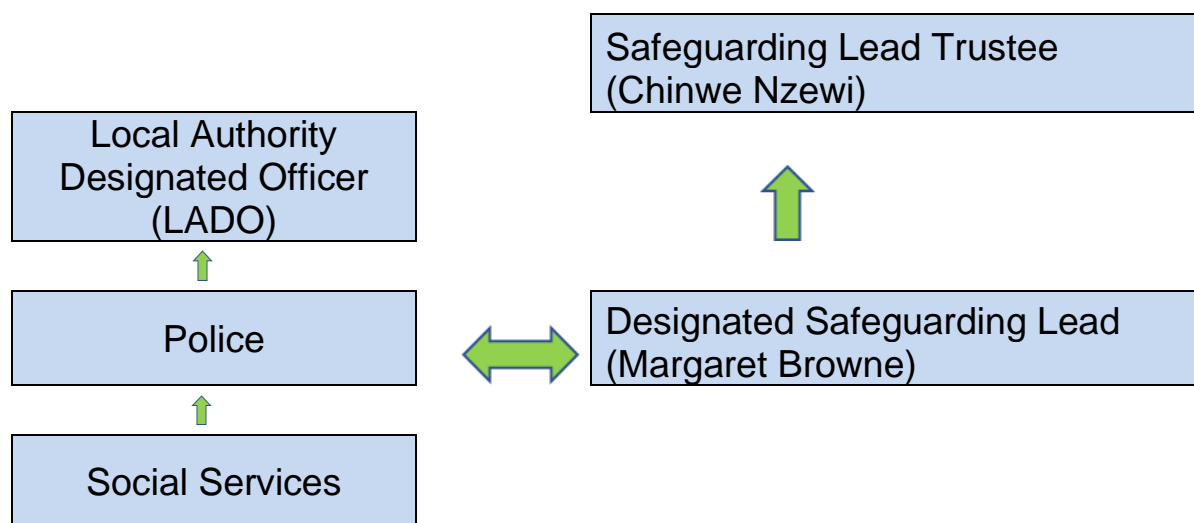 Safeguarding Lead Trustee
(Chinwe Nzewi)
Local Authority
Designated Officer
(LADO)
Police
Designated Safeguarding Lead
(Margaret Browne)
Social Services